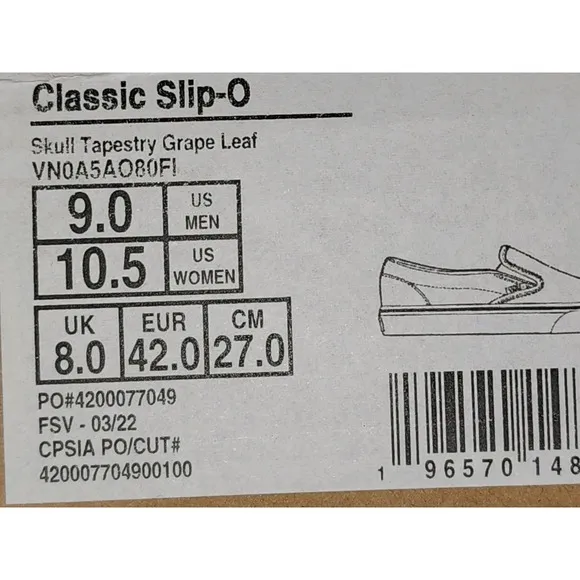 Classic Slip-O
Skull Tapestry Grape Leaf
VN0A5AO80FI
9.0 US MEN
10.5 US WOMEN
UK EUR CM
8.0 42.0 27.0
PO#4200077049
FSV - 03/22
CPSIA PO/CUT#
420007704900100
1 96570 148